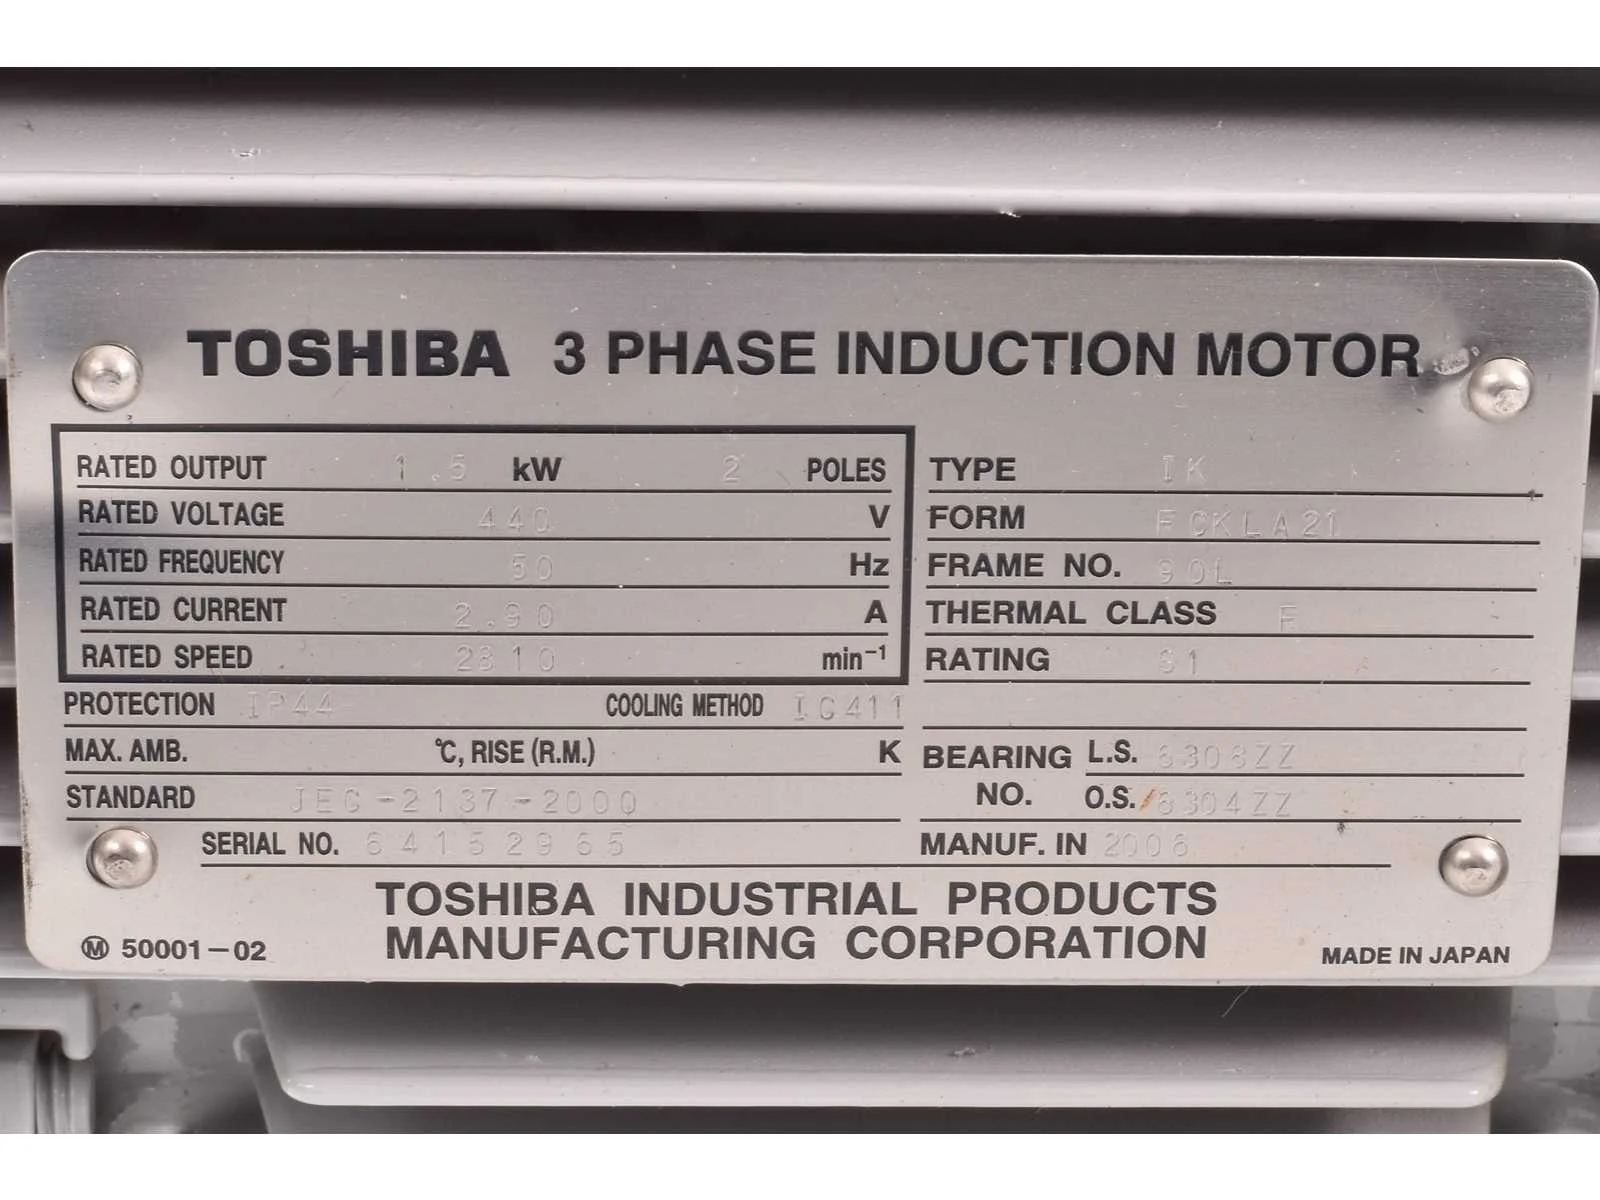 TOSHIBA 3 PHASE INDUCTION MOTOR
RATED OUTPUT 1.5 kW 2 POLES
RATED VOLTAGE 440 V
RATED FREQUENCY 50 Hz
RATED CURRENT 2.90 A
RATED SPEED 2810 min⁻¹
PROTECTION IP44 COOLING METHOD IC411
MAX. AMB. ℃, RISE (R.M.) K
STANDARD JEC-2137-2000
SERIAL NO. 64152965
TYPE IK
FORM FCKLA21
FRAME NO. 90L
THERMAL CLASS
RATING S1
BEARING NO. L.S.
O.S. 6304ZZ
MANUF. IN 2006
TOSHIBA INDUSTRIAL PRODUCTS
MANUFACTURING CORPORATION
Ⓜ 50001-02
MADE IN JAPAN